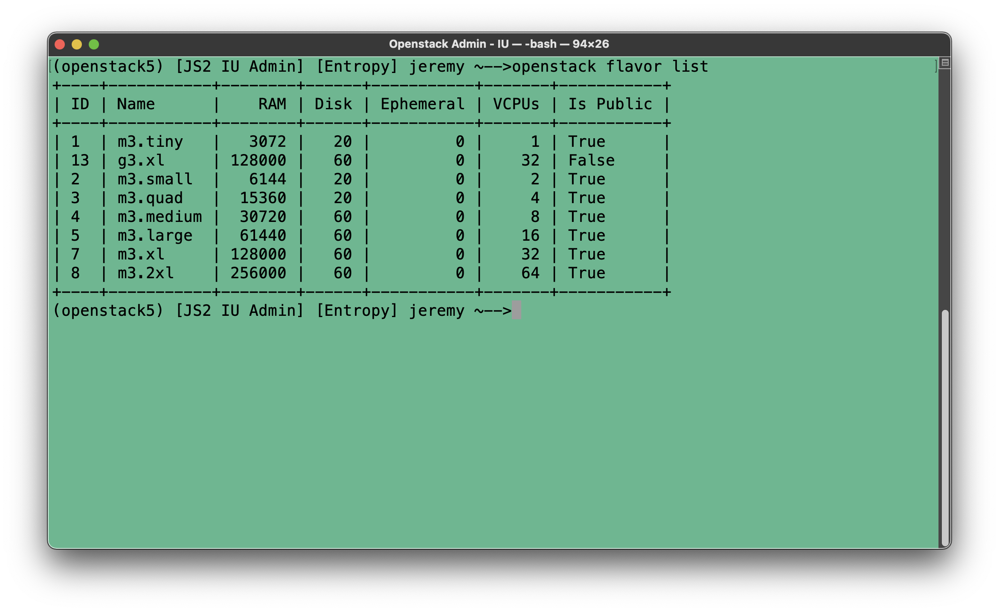 Openstack Admin - IU — -bash — 94×26
(openstack5) [JS2 IU Admin] [Entropy] jeremy ~-->openstack flavor list
+----+-----------+--------+------+-----------+-------+-----------+
| ID | Name      |    RAM | Disk | Ephemeral | VCPUs | Is Public |
+----+-----------+--------+------+-----------+-------+-----------+
| 1  | m3.tiny   |   3072 |   20 |         0 |     1 | True      |
| 13 | g3.xl     | 128000 |   60 |         0 |    32 | False     |
| 2  | m3.small  |   6144 |   20 |         0 |     2 | True      |
| 3  | m3.quad   |  15360 |   20 |         0 |     4 | True      |
| 4  | m3.medium |  30720 |   60 |         0 |     8 | True      |
| 5  | m3.large  |  61440 |   60 |         0 |    16 | True      |
| 7  | m3.xl     | 128000 |   60 |         0 |    32 | True      |
| 8  | m3.2xl    | 256000 |   60 |         0 |    64 | True      |
+----+-----------+--------+------+-----------+-------+-----------+
(openstack5) [JS2 IU Admin] [Entropy] jeremy ~-->